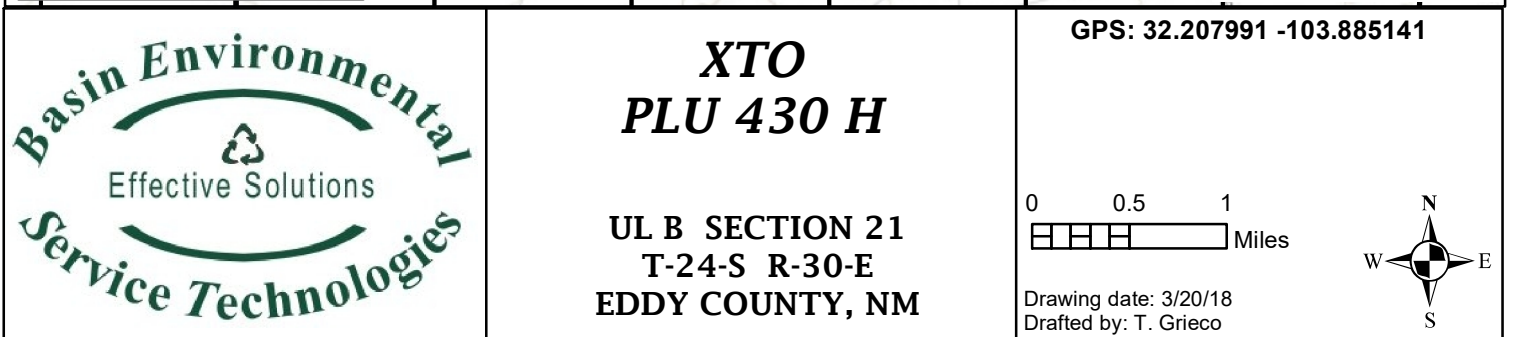 Basin Environmental
Effective Solutions
Service Technologies
XTO
PLU 430 H
UL B SECTION 21
T-24-S R-30-E
EDDY COUNTY, NM
GPS: 32.207991 -103.885141
0 0.5 1
Miles
Drawing date: 3/20/18
Drafted by: T. Grieco
N
W E
S